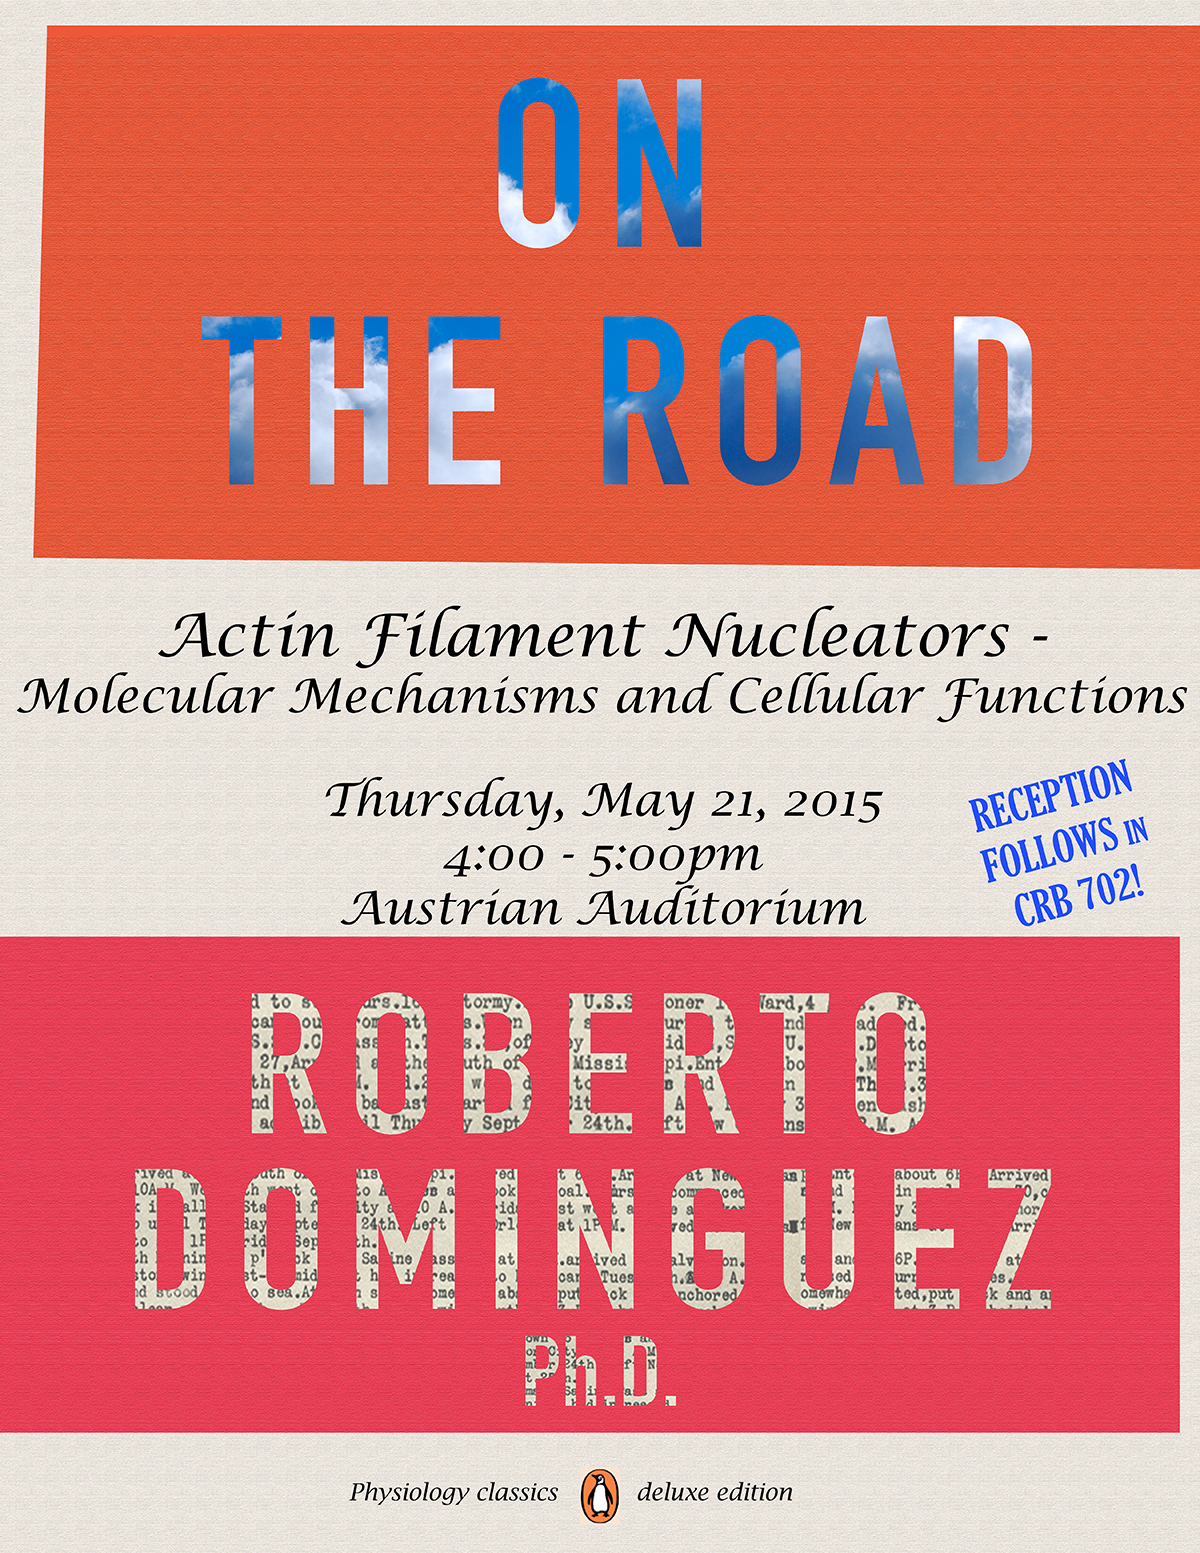 ON
THE ROAD
Actin Filament Nucleators -
Molecular Mechanisms and Cellular Functions
Thursday, May 21, 2015
4:00 - 5:00pm
Austrian Auditorium
RECEPTION
FOLLOWS IN
CRB 702!
ROBERTO
DOMINGUEZ
Ph.D.
Physiology classics deluxe edition